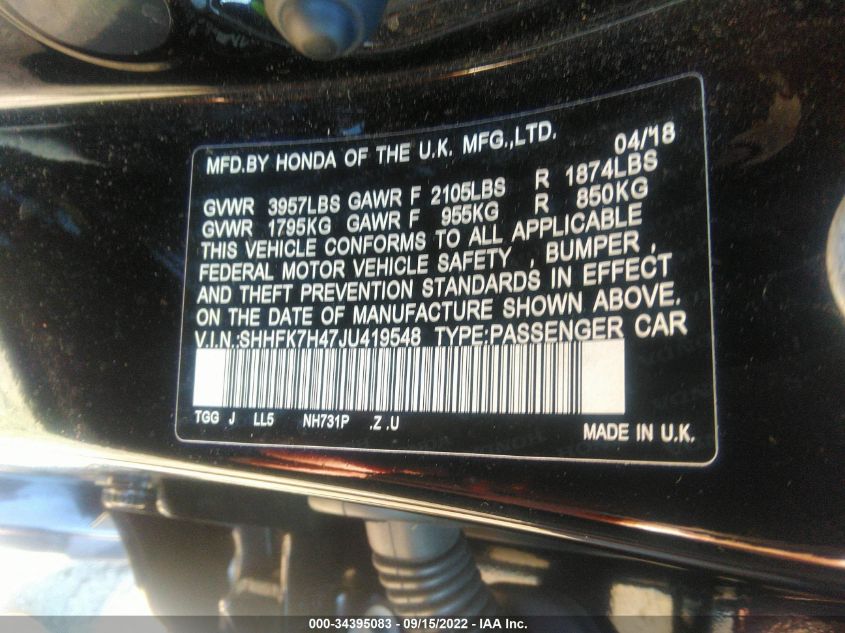 MFD.BY HONDA OF THE U.K. MFG.,LTD. 04/18
GVWR 3957LBS GAWR F 2105LBS R 1874LBS
GVWR 1795KG GAWR F 955KG R 850KG
THIS VEHICLE CONFORMS TO ALL APPLICABLE
FEDERAL MOTOR VEHICLE SAFETY , BUMPER ,
AND THEFT PREVENTION STANDARDS IN EFFECT
ON THE DATE OF MANUFACTURE SHOWN ABOVE.
V.I.N.:SHHFK7H47JU419548 TYPE:PASSENGER CAR
TGG J LL5 NH731P .Z .U
MADE IN U.K.
000-34395083 - 09/15/2022 - IAA Inc.